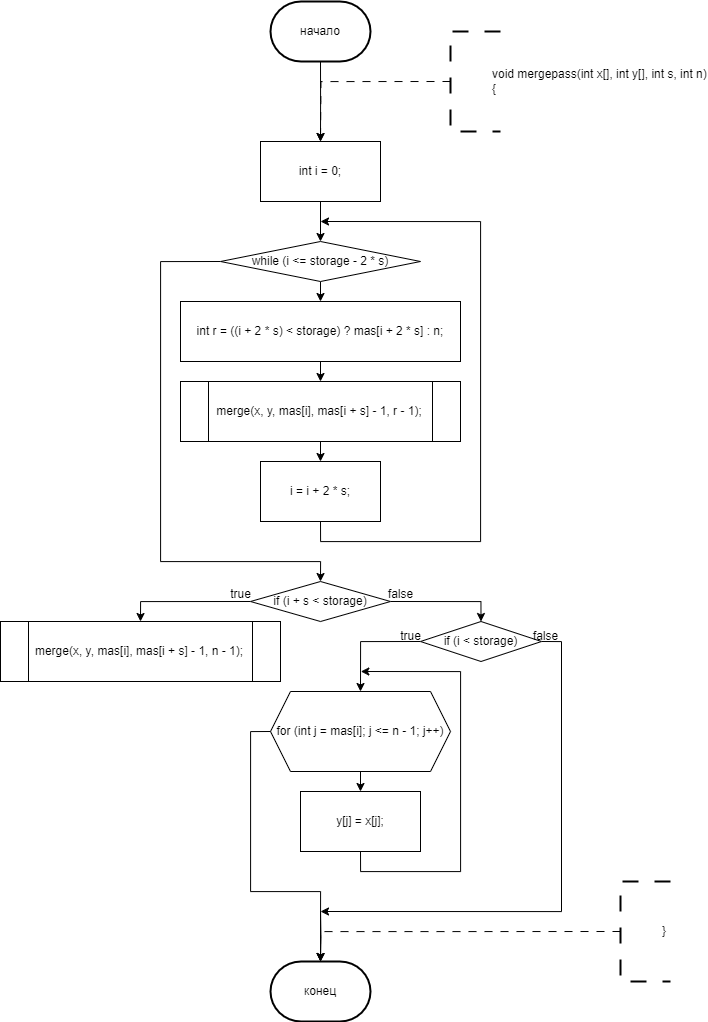 начало
void mergepass(int x[], int y[], int s, int n)
{
int i = 0;
while (i <= storage - 2 * s)
int r = ((i + 2 * s) < storage) ? mas[i + 2 * s] : n;
merge(x, y, mas[i], mas[i + s] - 1, r - 1);
i = i + 2 * s;
true
if (i + s < storage)
false
merge(x, y, mas[i], mas[i + s] - 1, n - 1);
true
if (i < storage)
false
for (int j = mas[i]; j <= n - 1; j++)
y[j] = x[j];
}
конец